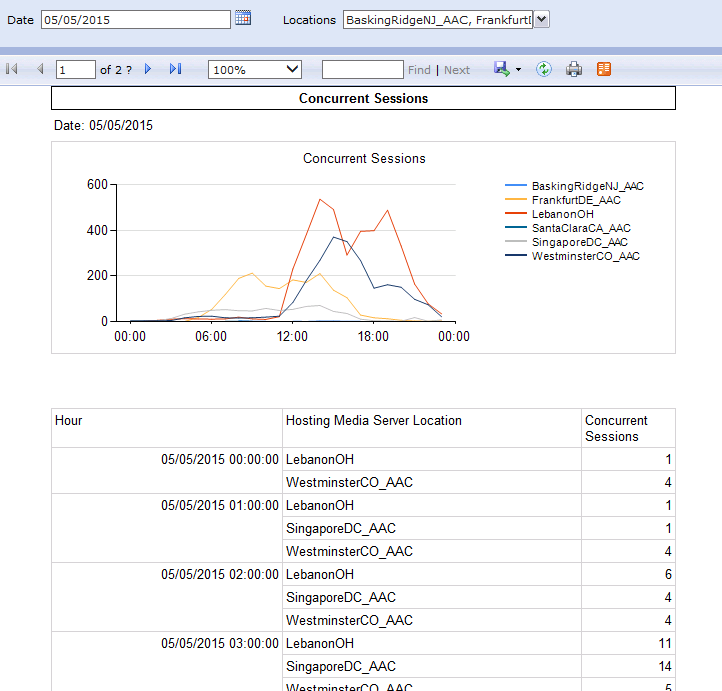 Date 05/05/2015 Locations BaskingRidgeNJ_AAC, Frankfurt
1 of 2 ? 100% Find | Next
Concurrent Sessions
Date: 05/05/2015
Concurrent Sessions
600
400
200
0
00:00 06:00 12:00 18:00 00:00
BaskingRidgeNJ_AAC
FrankfurtDE_AAC
LebanonOH
SantaClaraCA_AAC
SingaporeDC_AAC
WestminsterCO_AAC
Hour Hosting Media Server Location Concurrent
Sessions
05/05/2015 00:00:00 LebanonOH 1
WestminsterCO_AAC 4
05/05/2015 01:00:00 LebanonOH 1
SingaporeDC_AAC 1
WestminsterCO_AAC 4
05/05/2015 02:00:00 LebanonOH 6
SingaporeDC_AAC 4
WestminsterCO_AAC 4
05/05/2015 03:00:00 LebanonOH 11
SingaporeDC_AAC 14
WestminsterCO_AAC 5